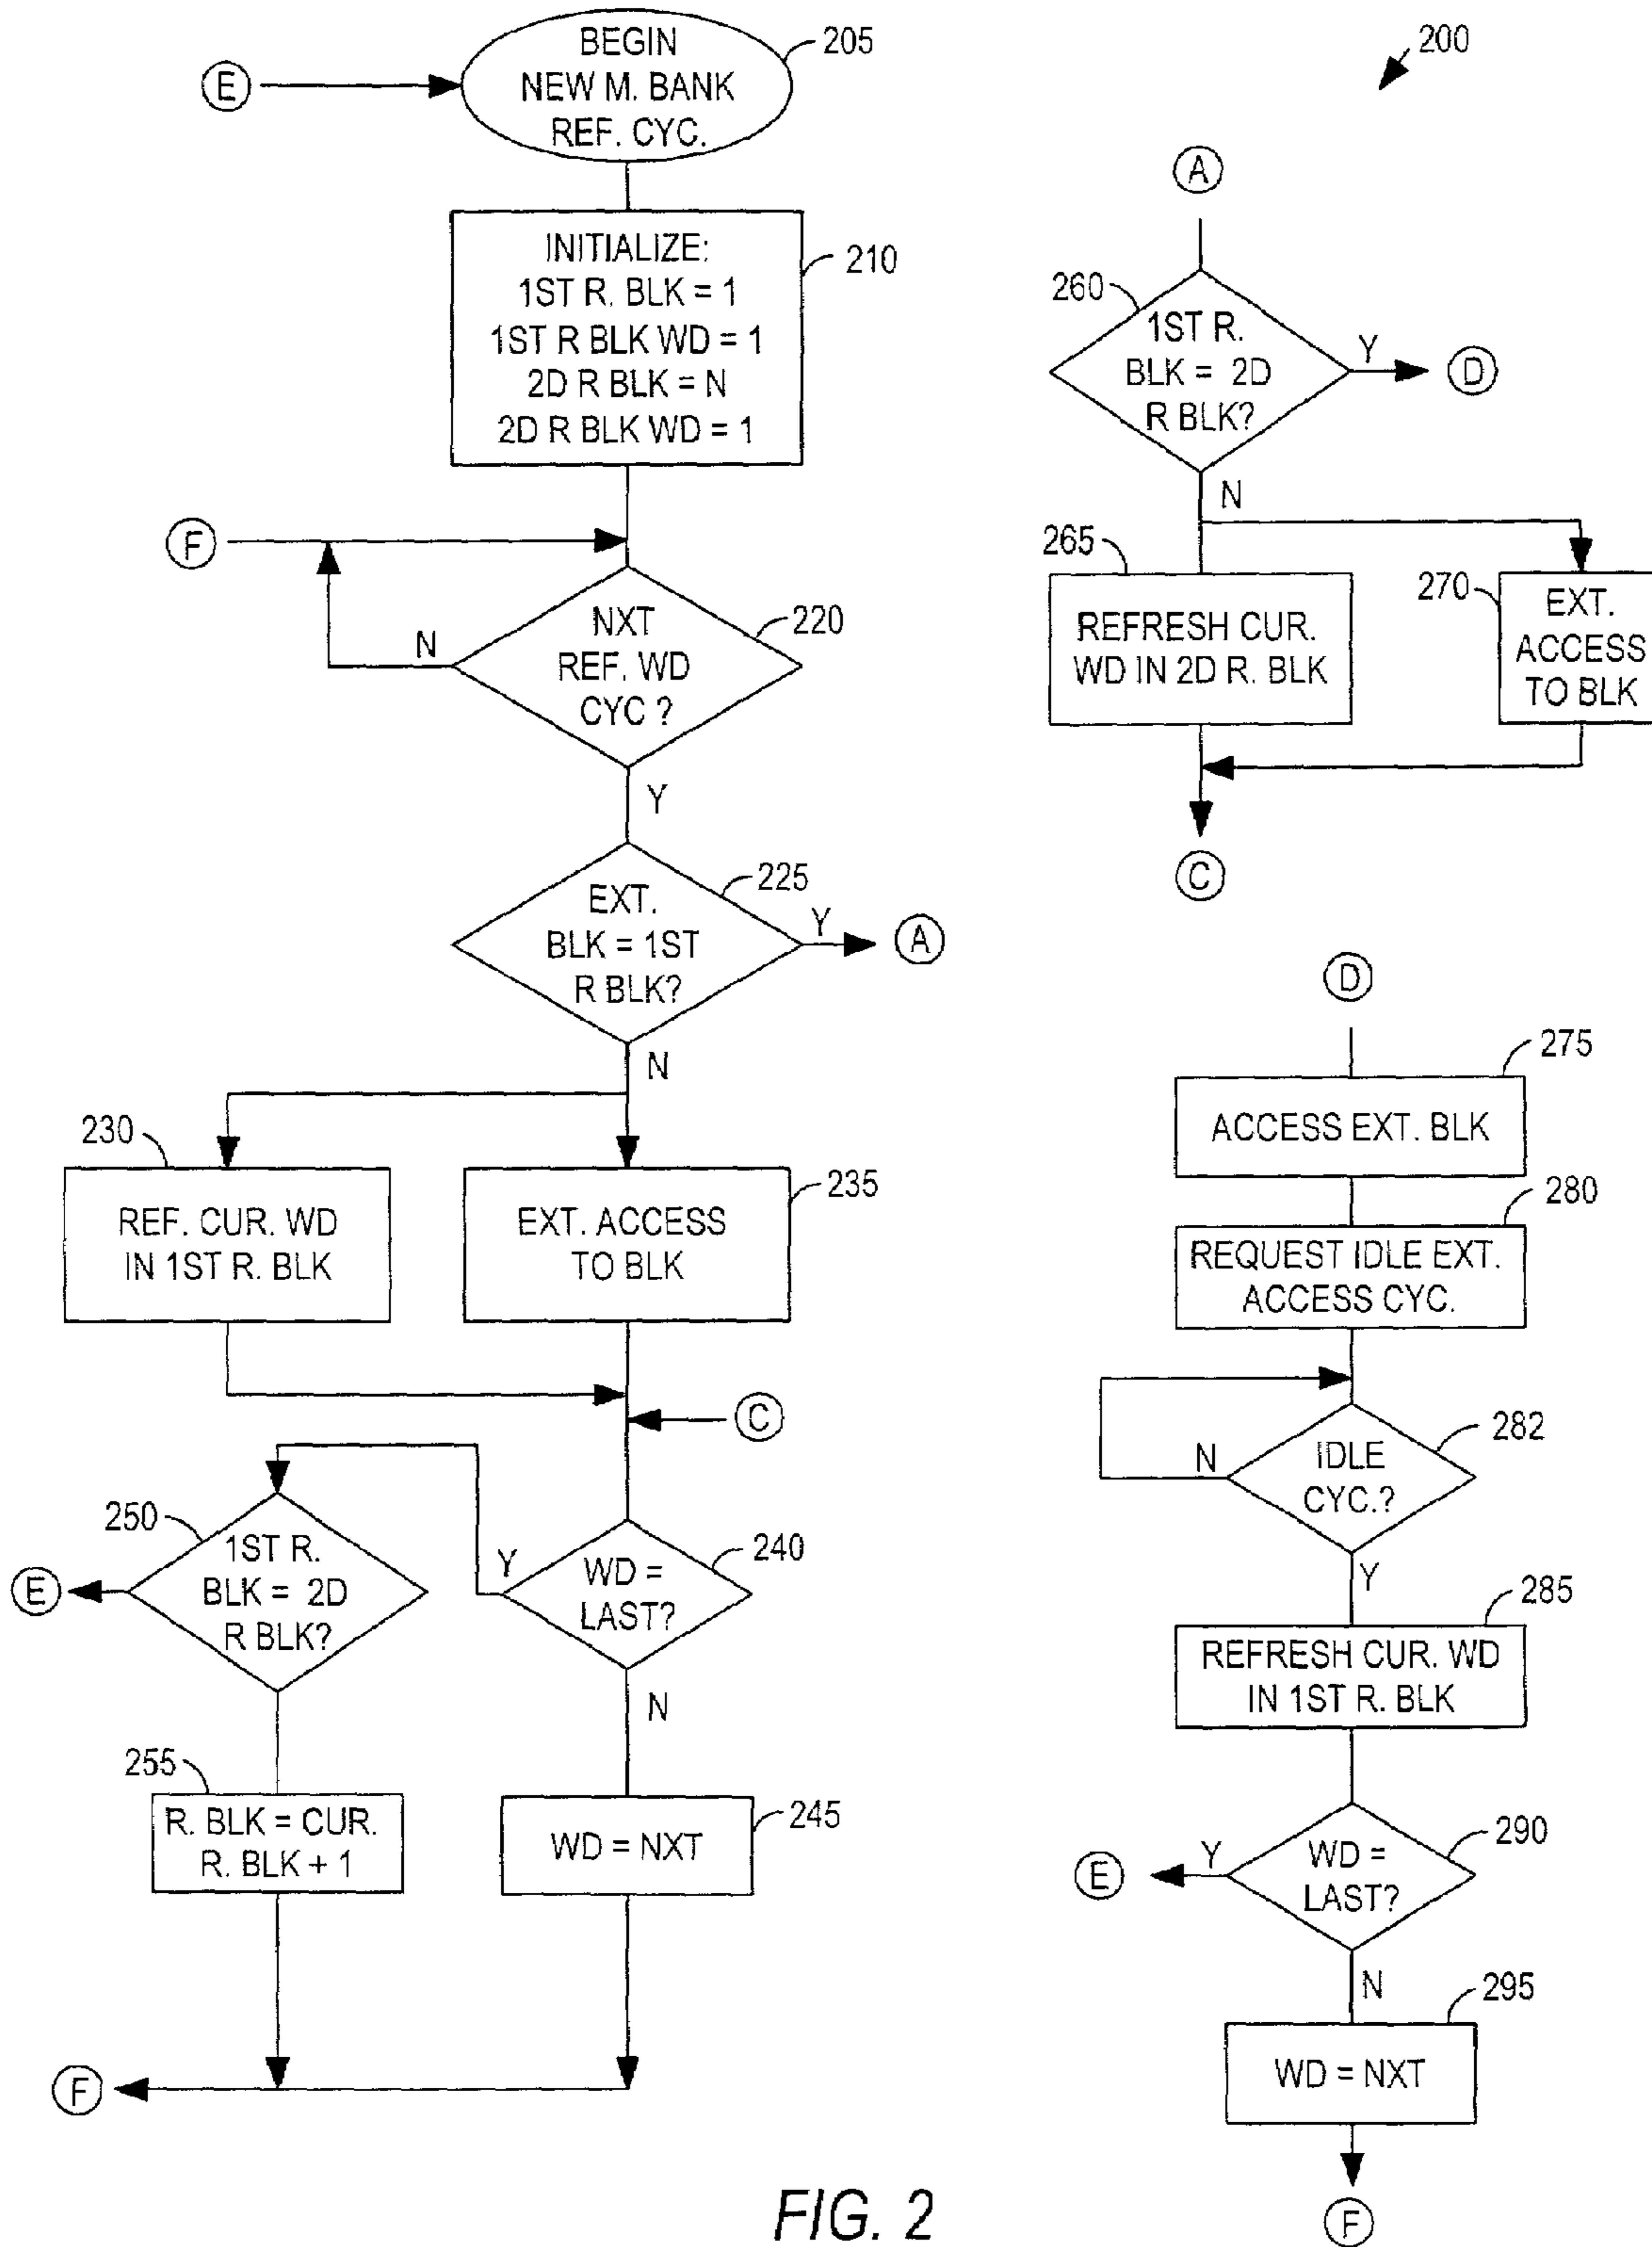 200
E
BEGIN
NEW M. BANK
REF. CYC.
205
INITIALIZE:
1ST R. BLK = 1
1ST R BLK WD = 1
2D R BLK = N
2D R BLK WD = 1
210
F
NXT
REF. WD
CYC ?
220
N
Y
EXT.
BLK = 1ST
R BLK?
225
Y
A
N
230
REF. CUR. WD
IN 1ST R. BLK
EXT. ACCESS
TO BLK
235
C
250
1ST R.
BLK = 2D
R BLK?
E
Y
WD =
LAST?
240
N
255
R. BLK = CUR.
R. BLK + 1
WD = NXT
245
F
A
260
1ST R.
BLK = 2D
R BLK?
Y
D
N
265
REFRESH CUR.
WD IN 2D R. BLK
270
EXT.
ACCESS
TO BLK
C
D
275
ACCESS EXT. BLK
280
REQUEST IDLE EXT.
ACCESS CYC.
282
IDLE
CYC.?
N
Y
285
REFRESH CUR. WD
IN 1ST R. BLK
290
WD =
LAST?
Y
E
N
295
WD = NXT
F
FIG. 2